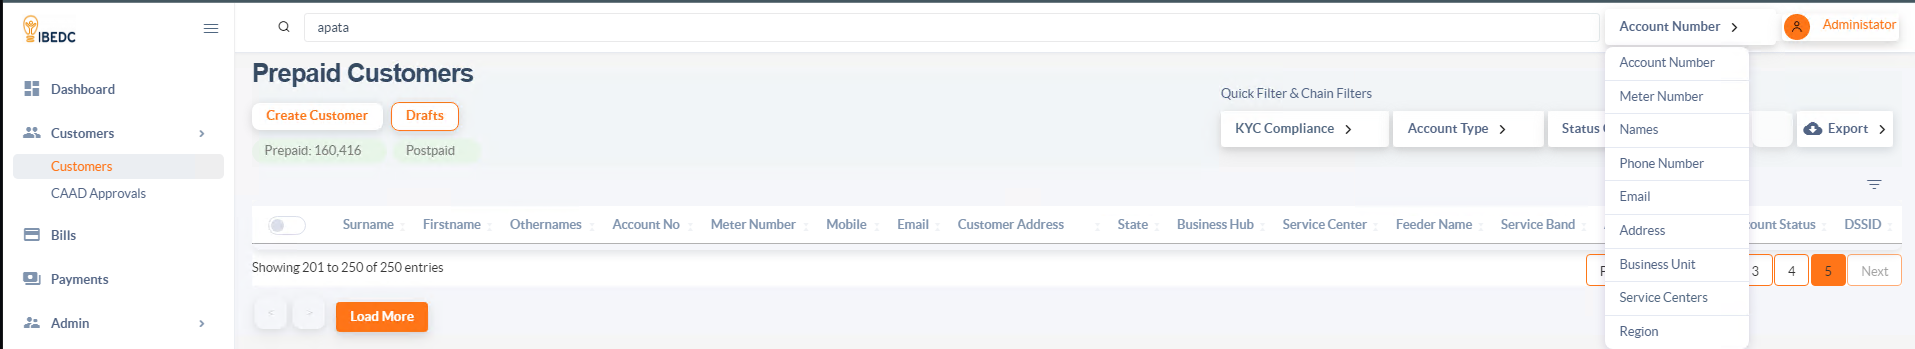 IBEDC
apata
Account Number
Administator
Account Number
Meter Number
Names
Phone Number
Email
Address
Business Unit
Service Centers
Region
Dashboard
Customers
Customers
CAAD Approvals
Bills
Payments
Admin
Prepaid Customers
Create Customer Drafts
Prepaid: 160,416 Postpaid
Quick Filter & Chain Filters
KYC Compliance Account Type Status Export
Surname Firstname Othernames Account No Meter Number Mobile Email Customer Address State Business Hub Service Center Feeder Name Service Band ount Status DSSID
Showing 201 to 250 of 250 entries
3 4 5 Next
< > Load More